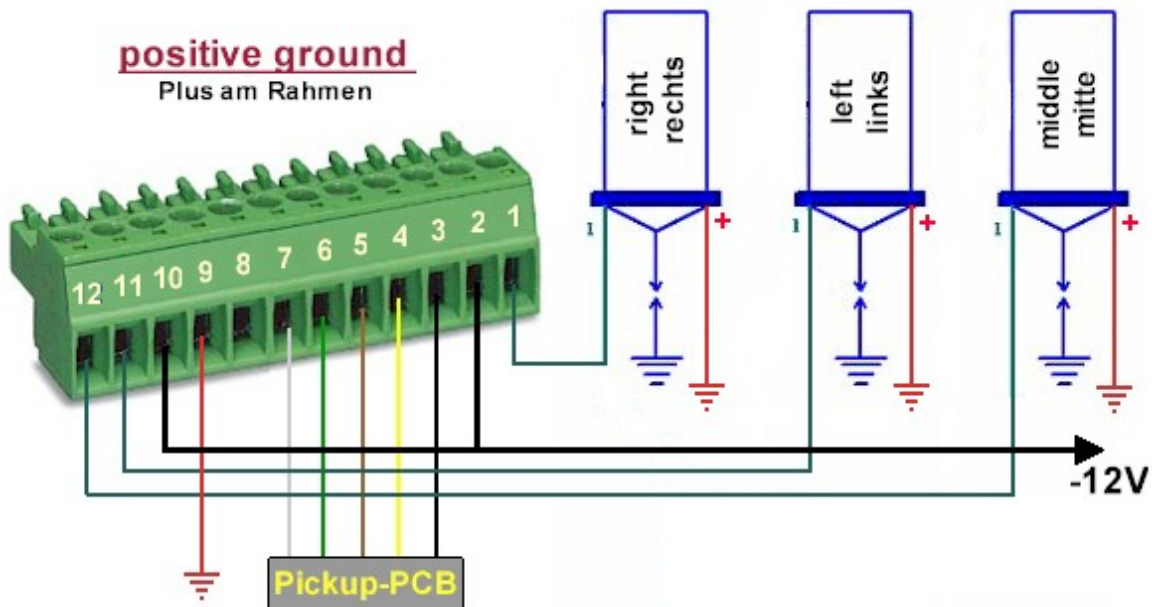 positive ground
Plus am Rahmen
right
rechts
left
links
middle
mitte
1
+
1
+
1
+
12 11 10 9 8 7 6 5 4 3 2 1
-12V
Pickup-PCB